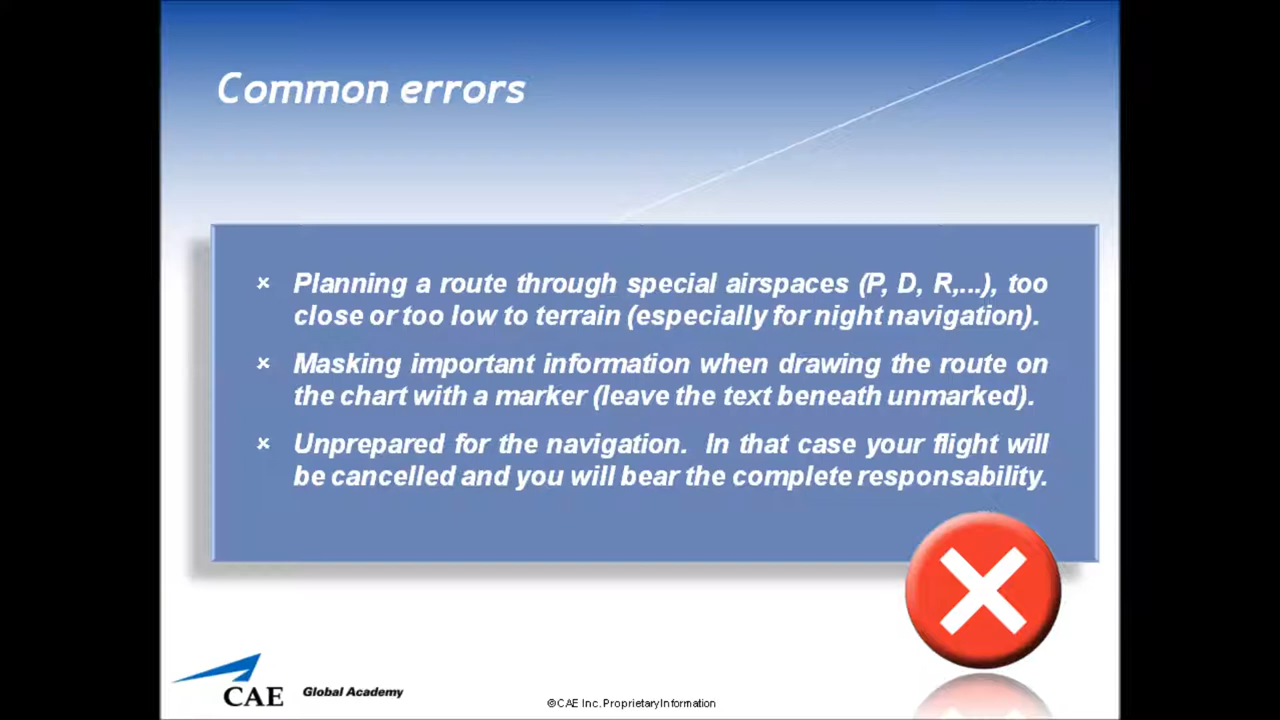 Common errors
× Planning a route through special airspaces (P, D, R,...), too
close or too low to terrain (especially for night navigation).
× Masking important information when drawing the route on
the chart with a marker (leave the text beneath unmarked).
× Unprepared for the navigation. In that case your flight will
be cancelled and you will bear the complete responsability.
CAE Global Academy
©CAE Inc. Proprietary Information